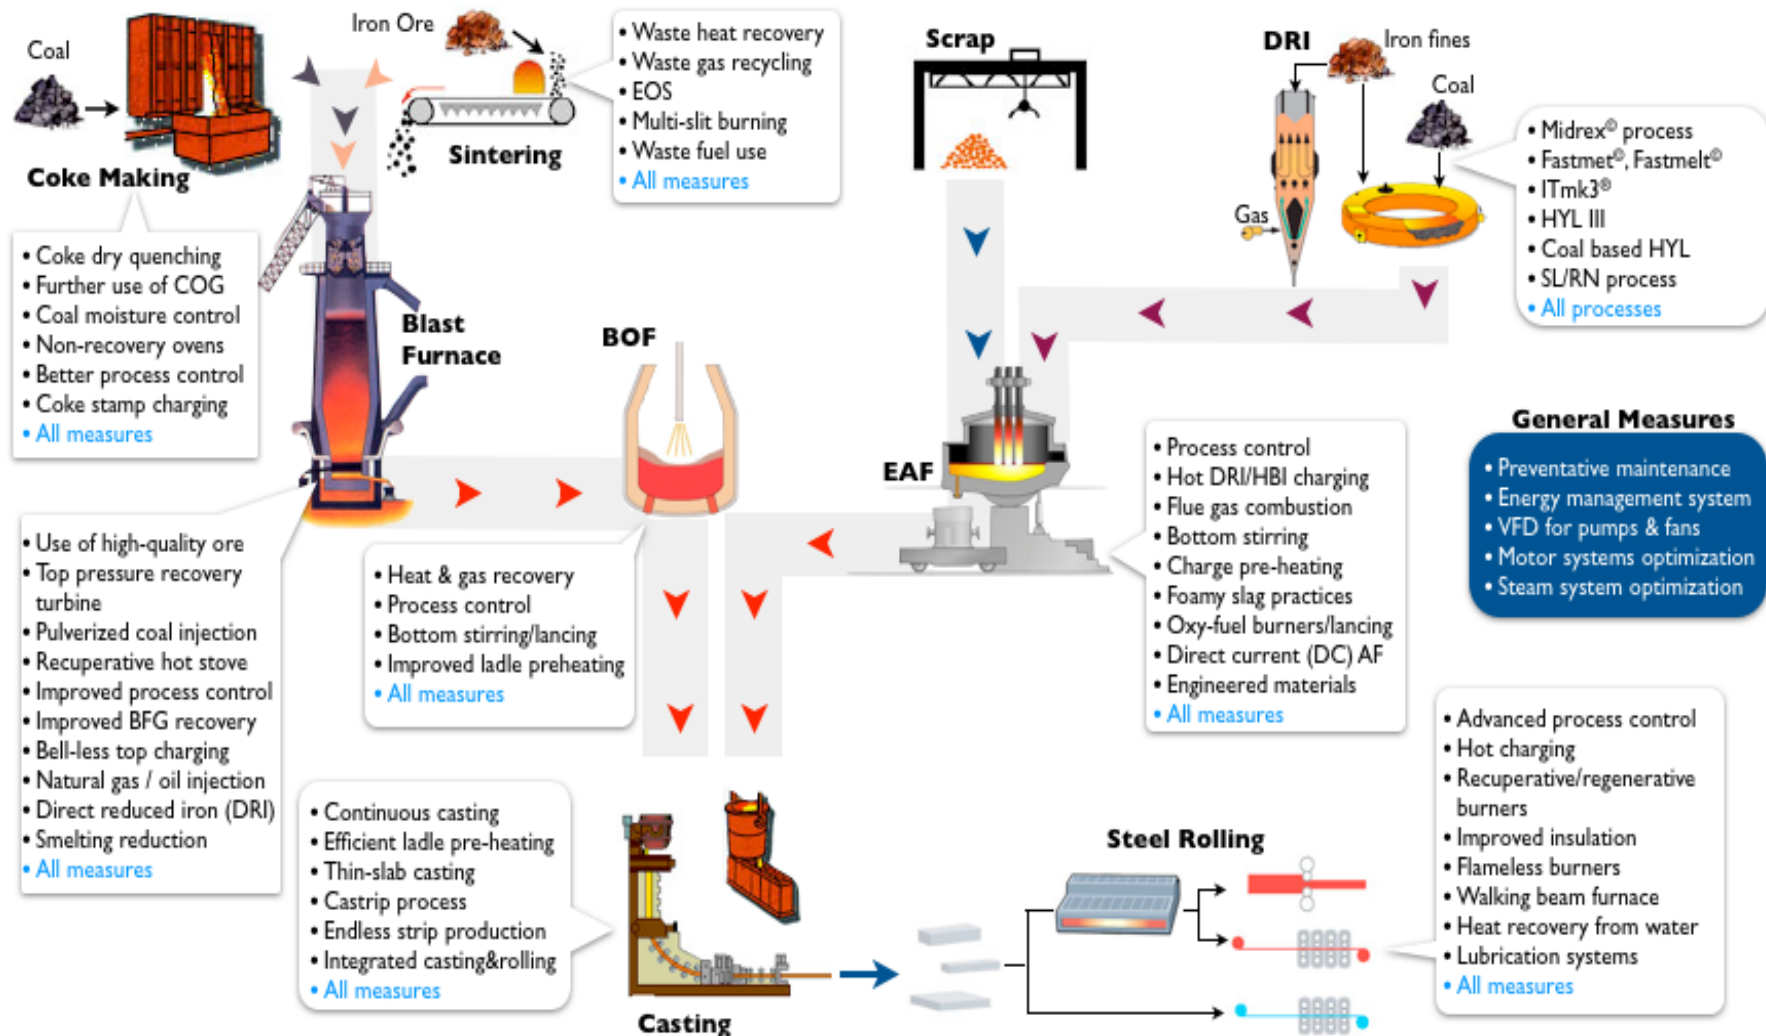 Coal
Coke Making
• Coke dry quenching
• Further use of COG
• Coal moisture control
• Non-recovery ovens
• Better process control
• Coke stamp charging
• All measures
Iron Ore
Sintering
• Waste heat recovery
• Waste gas recycling
• EOS
• Multi-slit burning
• Waste fuel use
• All measures
Scrap
DRI
Iron fines
Coal
Gas
• Midrex© process
• Fastmet©, Fastmelt©
• ITmk3®
• HYL III
• Coal based HYL
• SL/RN process
• All processes
Blast
Furnace
• Use of high-quality ore
• Top pressure recovery
turbine
• Pulverized coal injection
• Recuperative hot stove
• Improved process control
• Improved BFG recovery
• Bell-less top charging
• Natural gas / oil injection
• Direct reduced iron (DRI)
• Smelting reduction
• All measures
BOF
• Heat & gas recovery
• Process control
• Bottom stirring/lancing
• Improved ladle preheating
• All measures
EAF
• Process control
• Hot DRI/HBI charging
• Flue gas combustion
• Bottom stirring
• Charge pre-heating
• Foamy slag practices
• Oxy-fuel burners/lancing
• Direct current (DC) AF
• Engineered materials
• All measures
General Measures
• Preventative maintenance
• Energy management system
• VFD for pumps & fans
• Motor systems optimization
• Steam system optimization
• Continuous casting
• Efficient ladle pre-heating
• Thin-slab casting
• Castrip process
• Endless strip production
• Integrated casting&rolling
• All measures
Casting
Steel Rolling
• Advanced process control
• Hot charging
• Recuperative/regenerative
burners
• Improved insulation
• Flameless burners
• Walking beam furnace
• Heat recovery from water
• Lubrication systems
• All measures